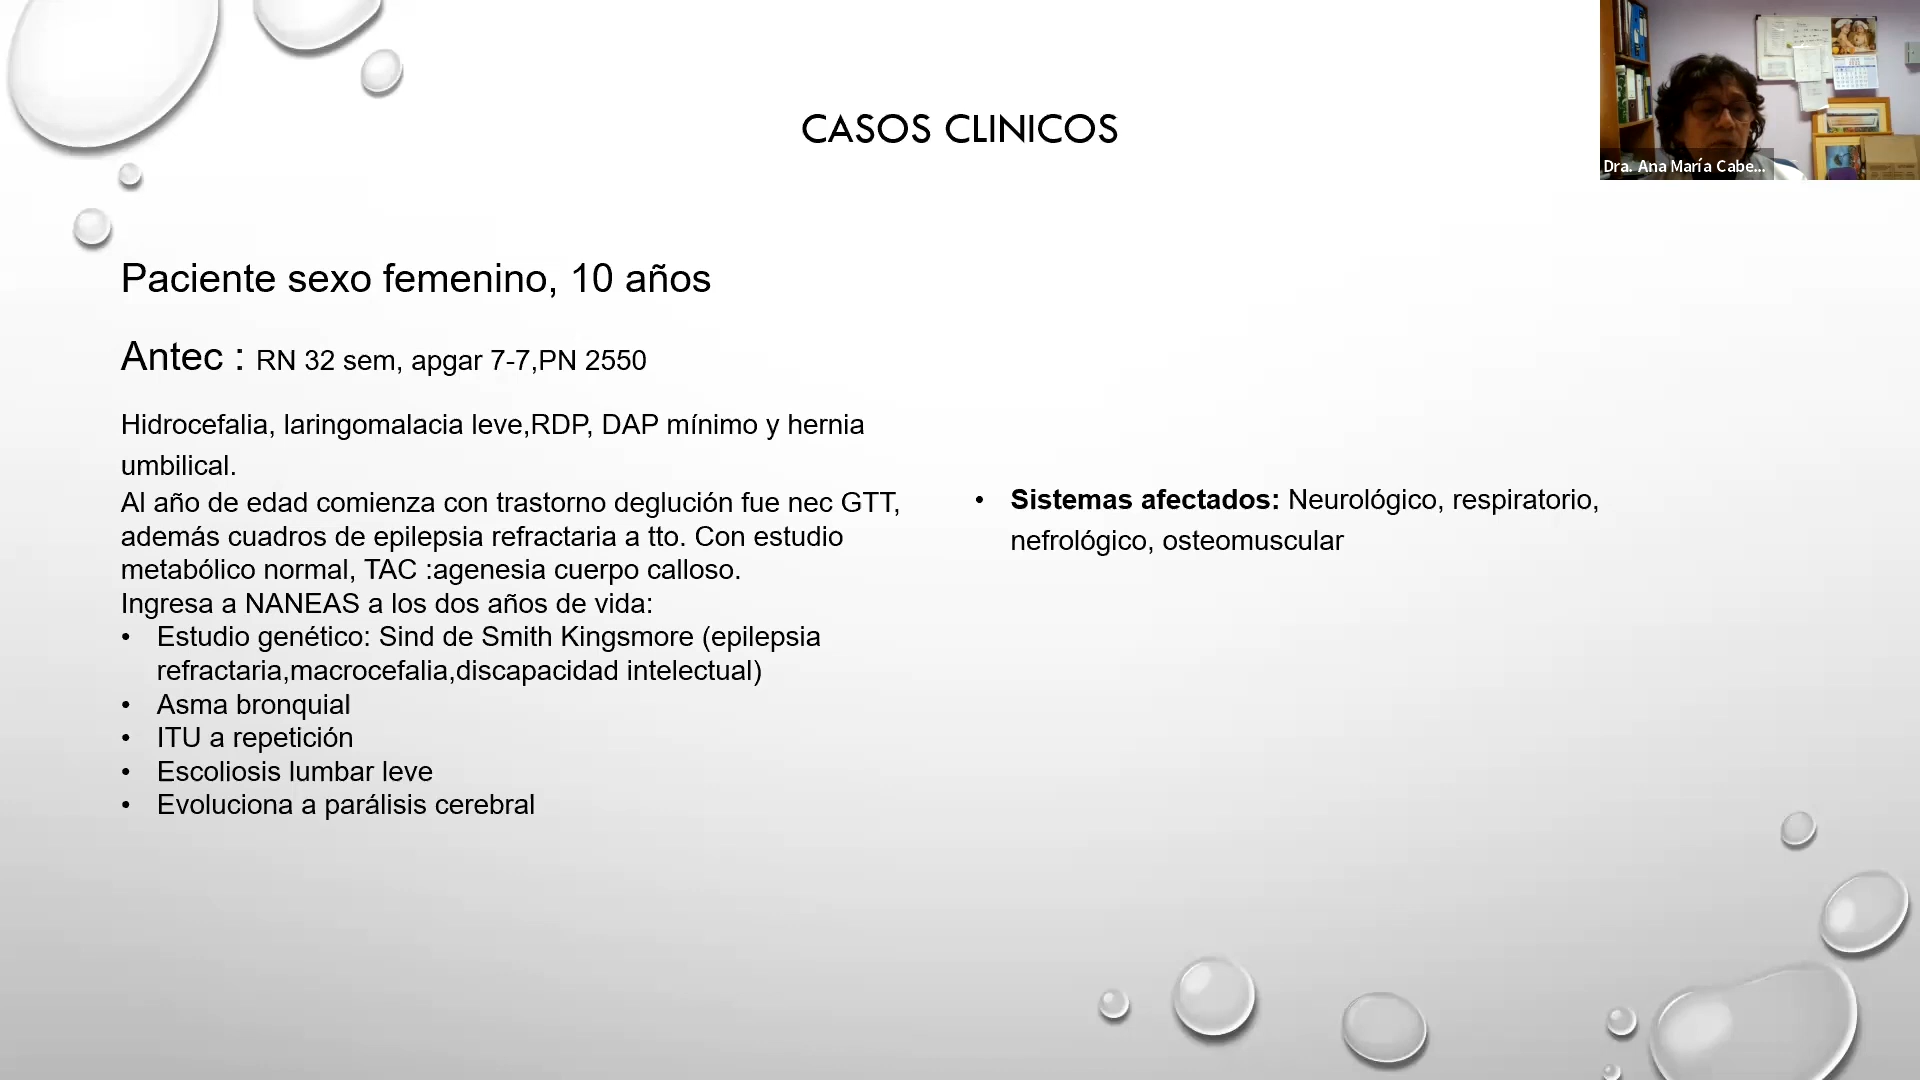 CASOS CLINICOS
Dra. Ana María Cabe...
Paciente sexo femenino, 10 años
Antec : RN 32 sem, apgar 7-7,PN 2550
Hidrocefalia, laringomalacia leve,RDP, DAP mínimo y hernia
umbilical.
Al año de edad comienza con trastorno deglución fue nec GTT,
además cuadros de epilepsia refractaria a tto. Con estudio
metabólico normal, TAC :agenesia cuerpo calloso.
Ingresa a NANEAS a los dos años de vida:
• Estudio genético: Sind de Smith Kingsmore (epilepsia
refractaria,macrocefalia,discapacidad intelectual)
• Asma bronquial
• ITU a repetición
• Escoliosis lumbar leve
• Evoluciona a parálisis cerebral
• Sistemas afectados: Neurológico, respiratorio,
nefrológico, osteomuscular